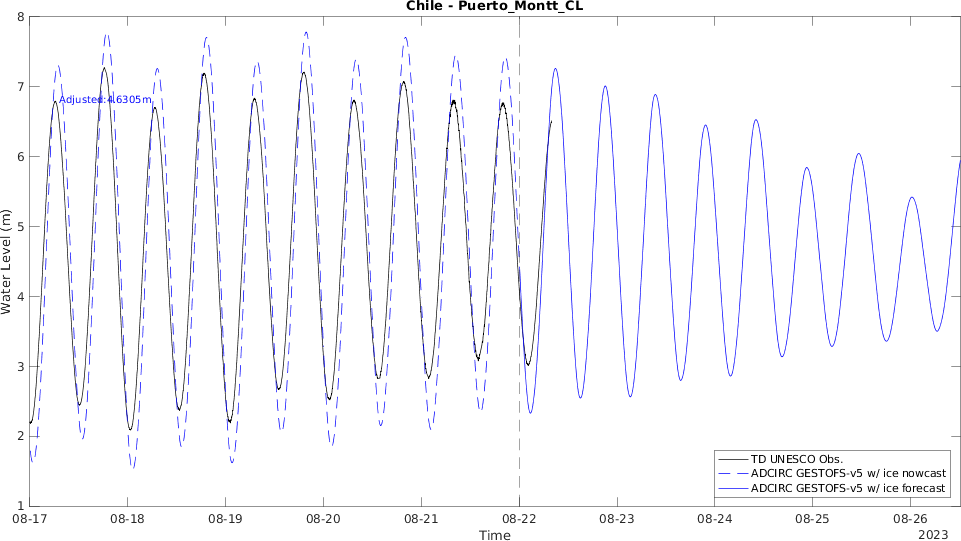 Chile - Puerto_Montt_CL
8
7
6
5
4
3
2
1
Water Level (m)
Adjusted:4.6305m
TD UNESCO Obs.
ADCIRC GESTOFS-v5 w/ ice nowcast
ADCIRC GESTOFS-v5 w/ ice forecast
08-17 08-18 08-19 08-20 08-21 08-22 08-23 08-24 08-25 08-26
Time
2023